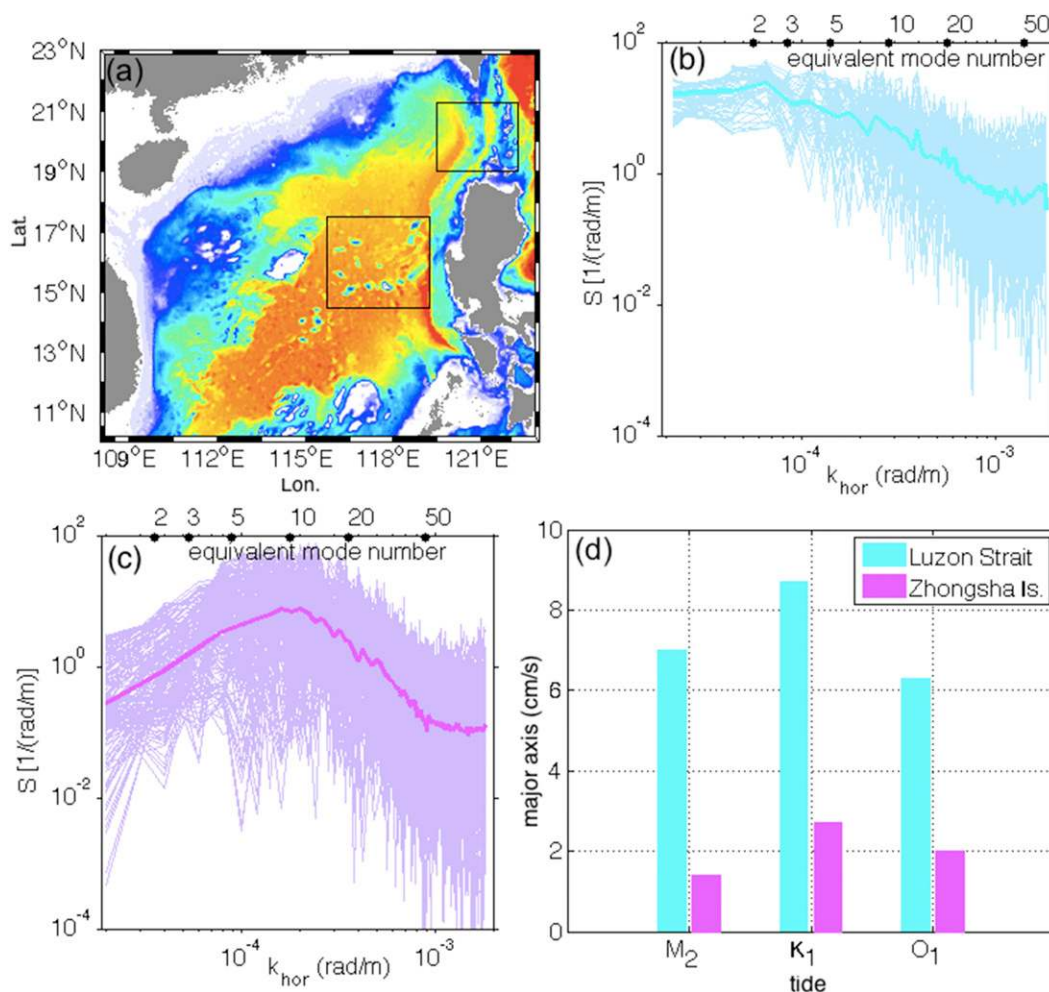 (a)
23°N
21°N
19°N
17°N
15°N
13°N
11°N
Lat.
109°E 112°E 115°E 118°E 121°E
Lon.
(b)
2 3 5 10 20 50
equivalent mode number
10^2
10^0
10^-2
10^-4
S [1/(rad/m)]
10^-4 10^-3
k_hor (rad/m)
(c)
2 3 5 10 20 50
equivalent mode number
10^2
10^0
10^-2
10^-4
S [1/(rad/m)]
10^-4 10^-3
k_hor (rad/m)
(d)
Luzon Strait
Zhongsha Is.
10
8
6
4
2
0
major axis (cm/s)
M_2 K_1 O_1
tide